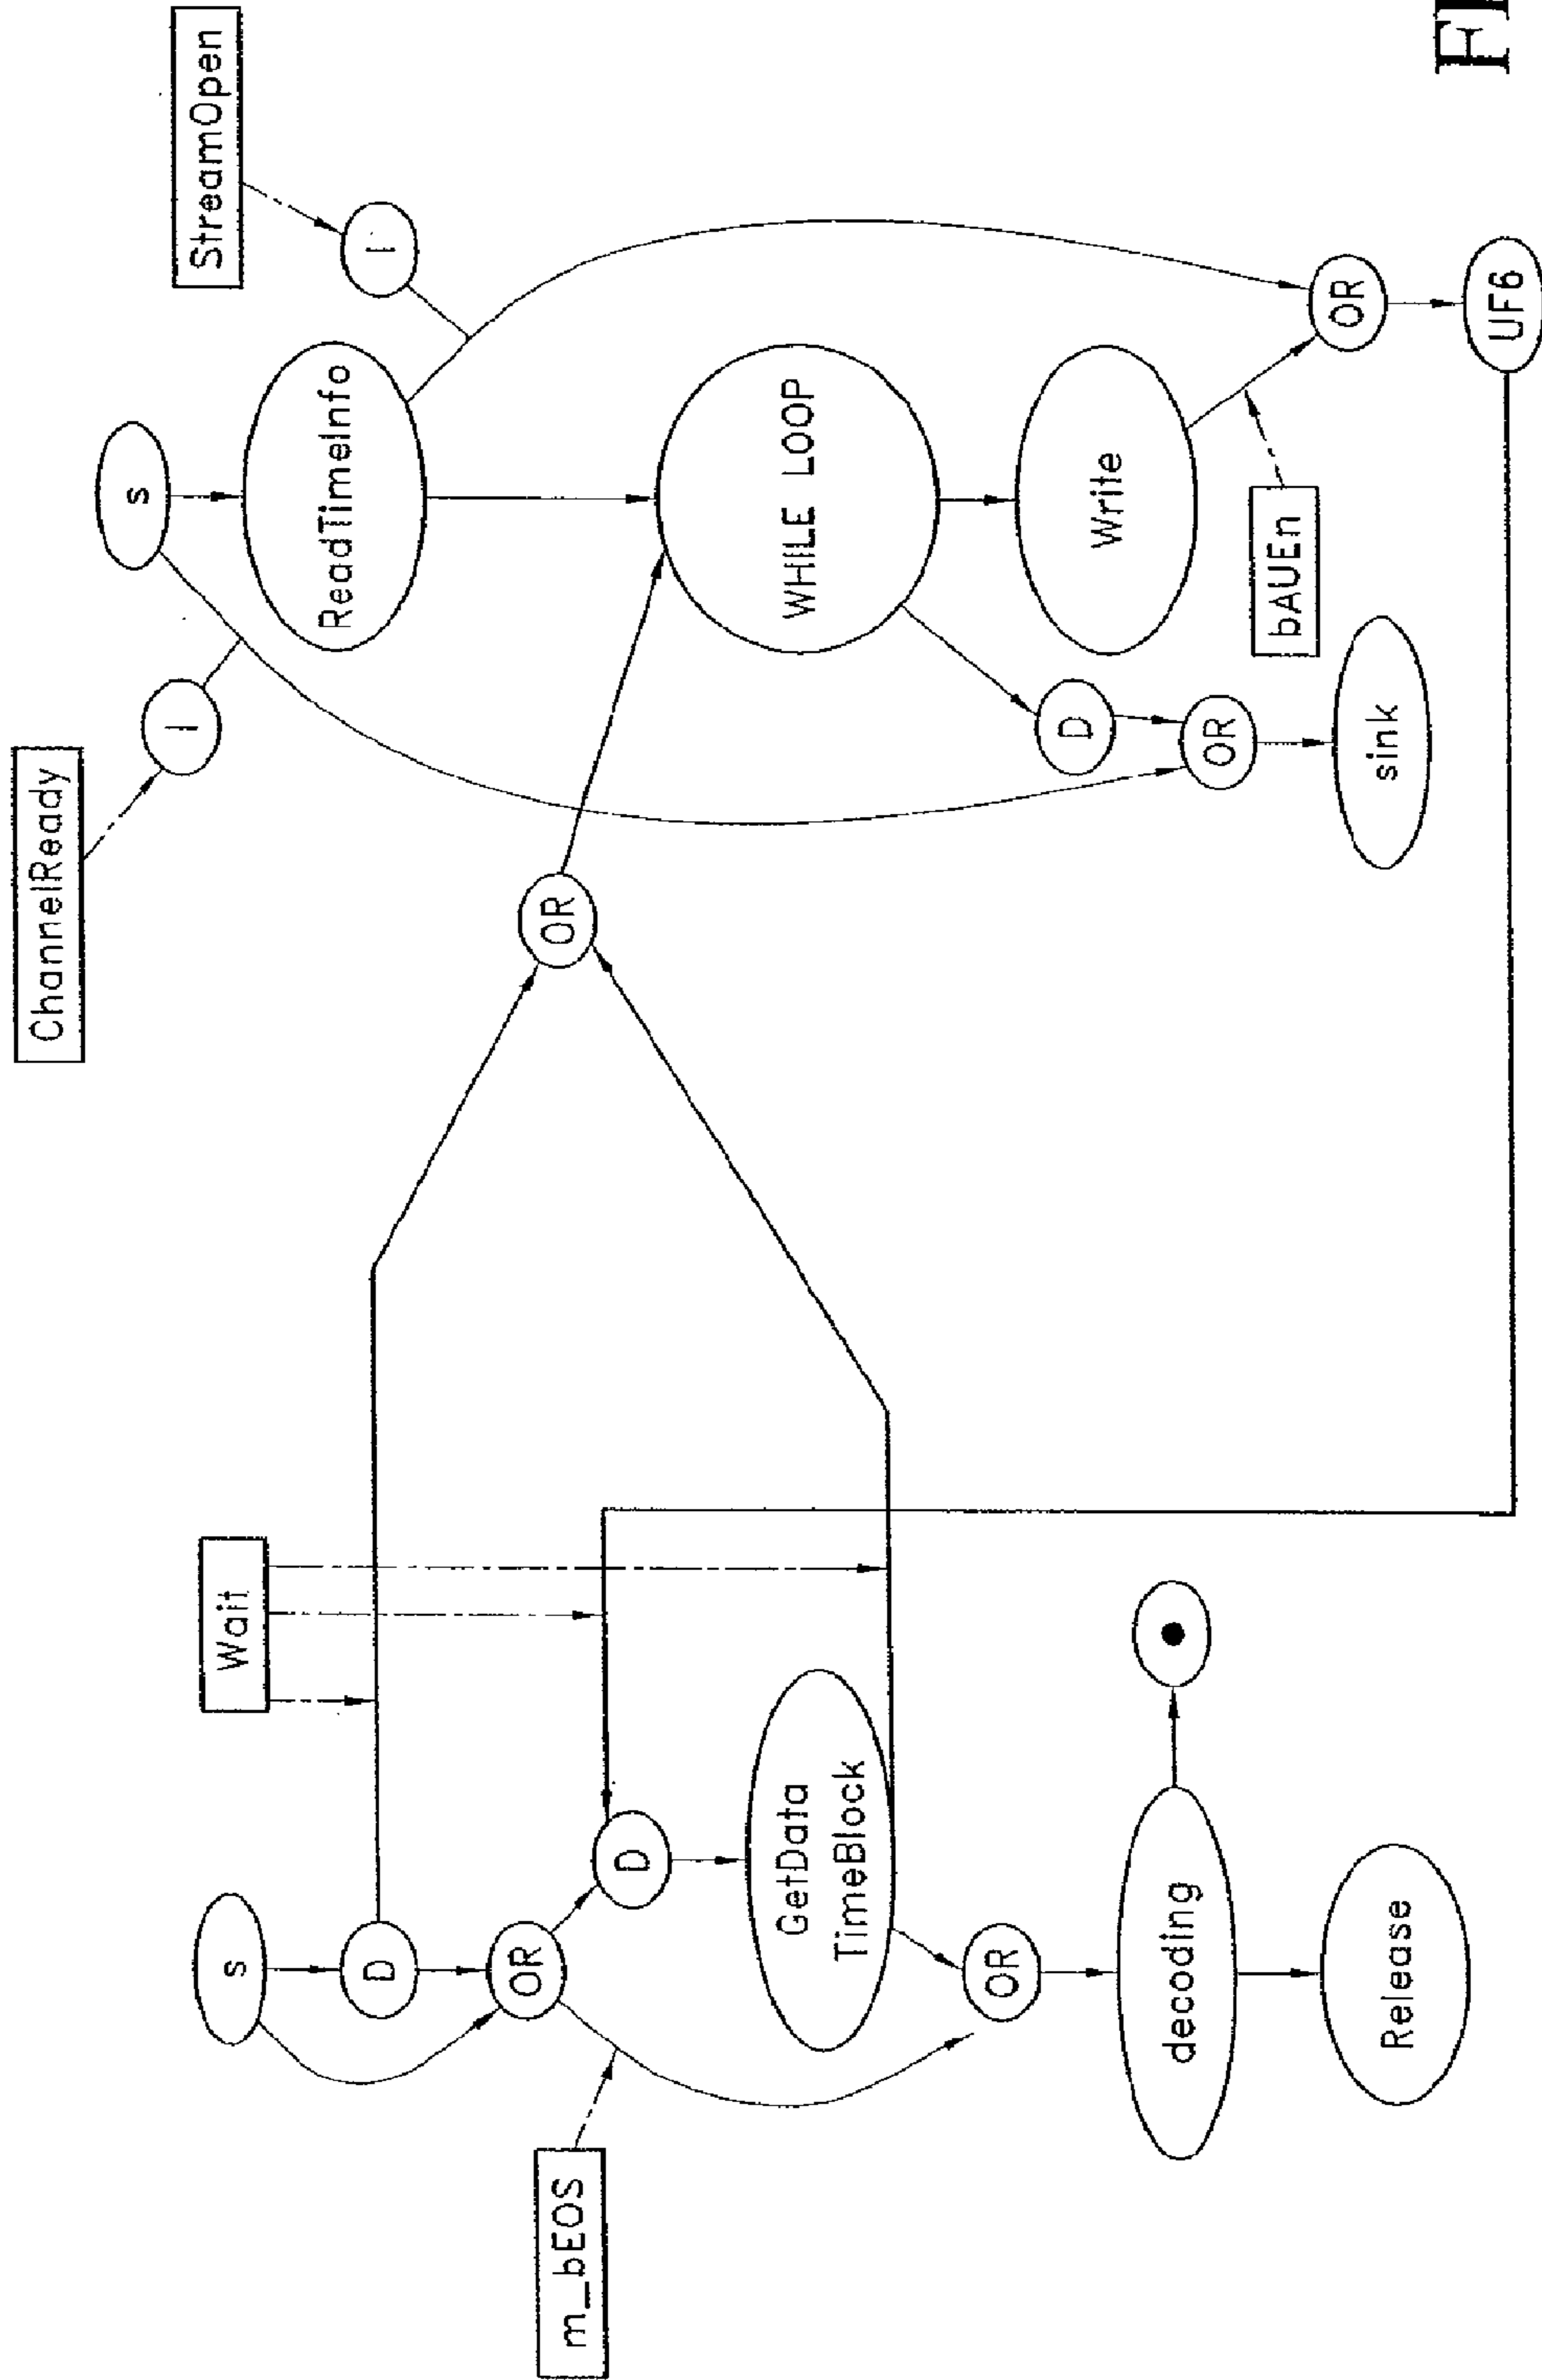 ChannelReady
StreamOpen
s
I
I
ReadTimeInfo
WHILE LOOP
Write
bAUEn
D
OR
sink
OR
UF6
OR
Wait
s
D
OR
m_bEOS
D
GetData
TimeBlock
OR
decoding
Release
FI